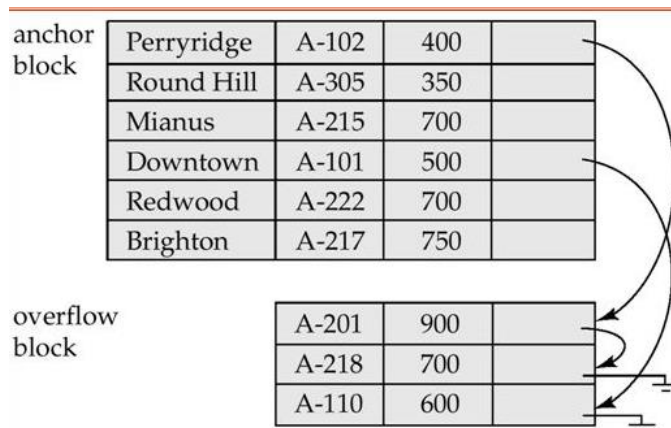 anchor block
Perryridge A-102 400
Round Hill A-305 350
Mianus A-215 700
Downtown A-101 500
Redwood A-222 700
Brighton A-217 750
overflow block
A-201 900
A-218 700
A-110 600